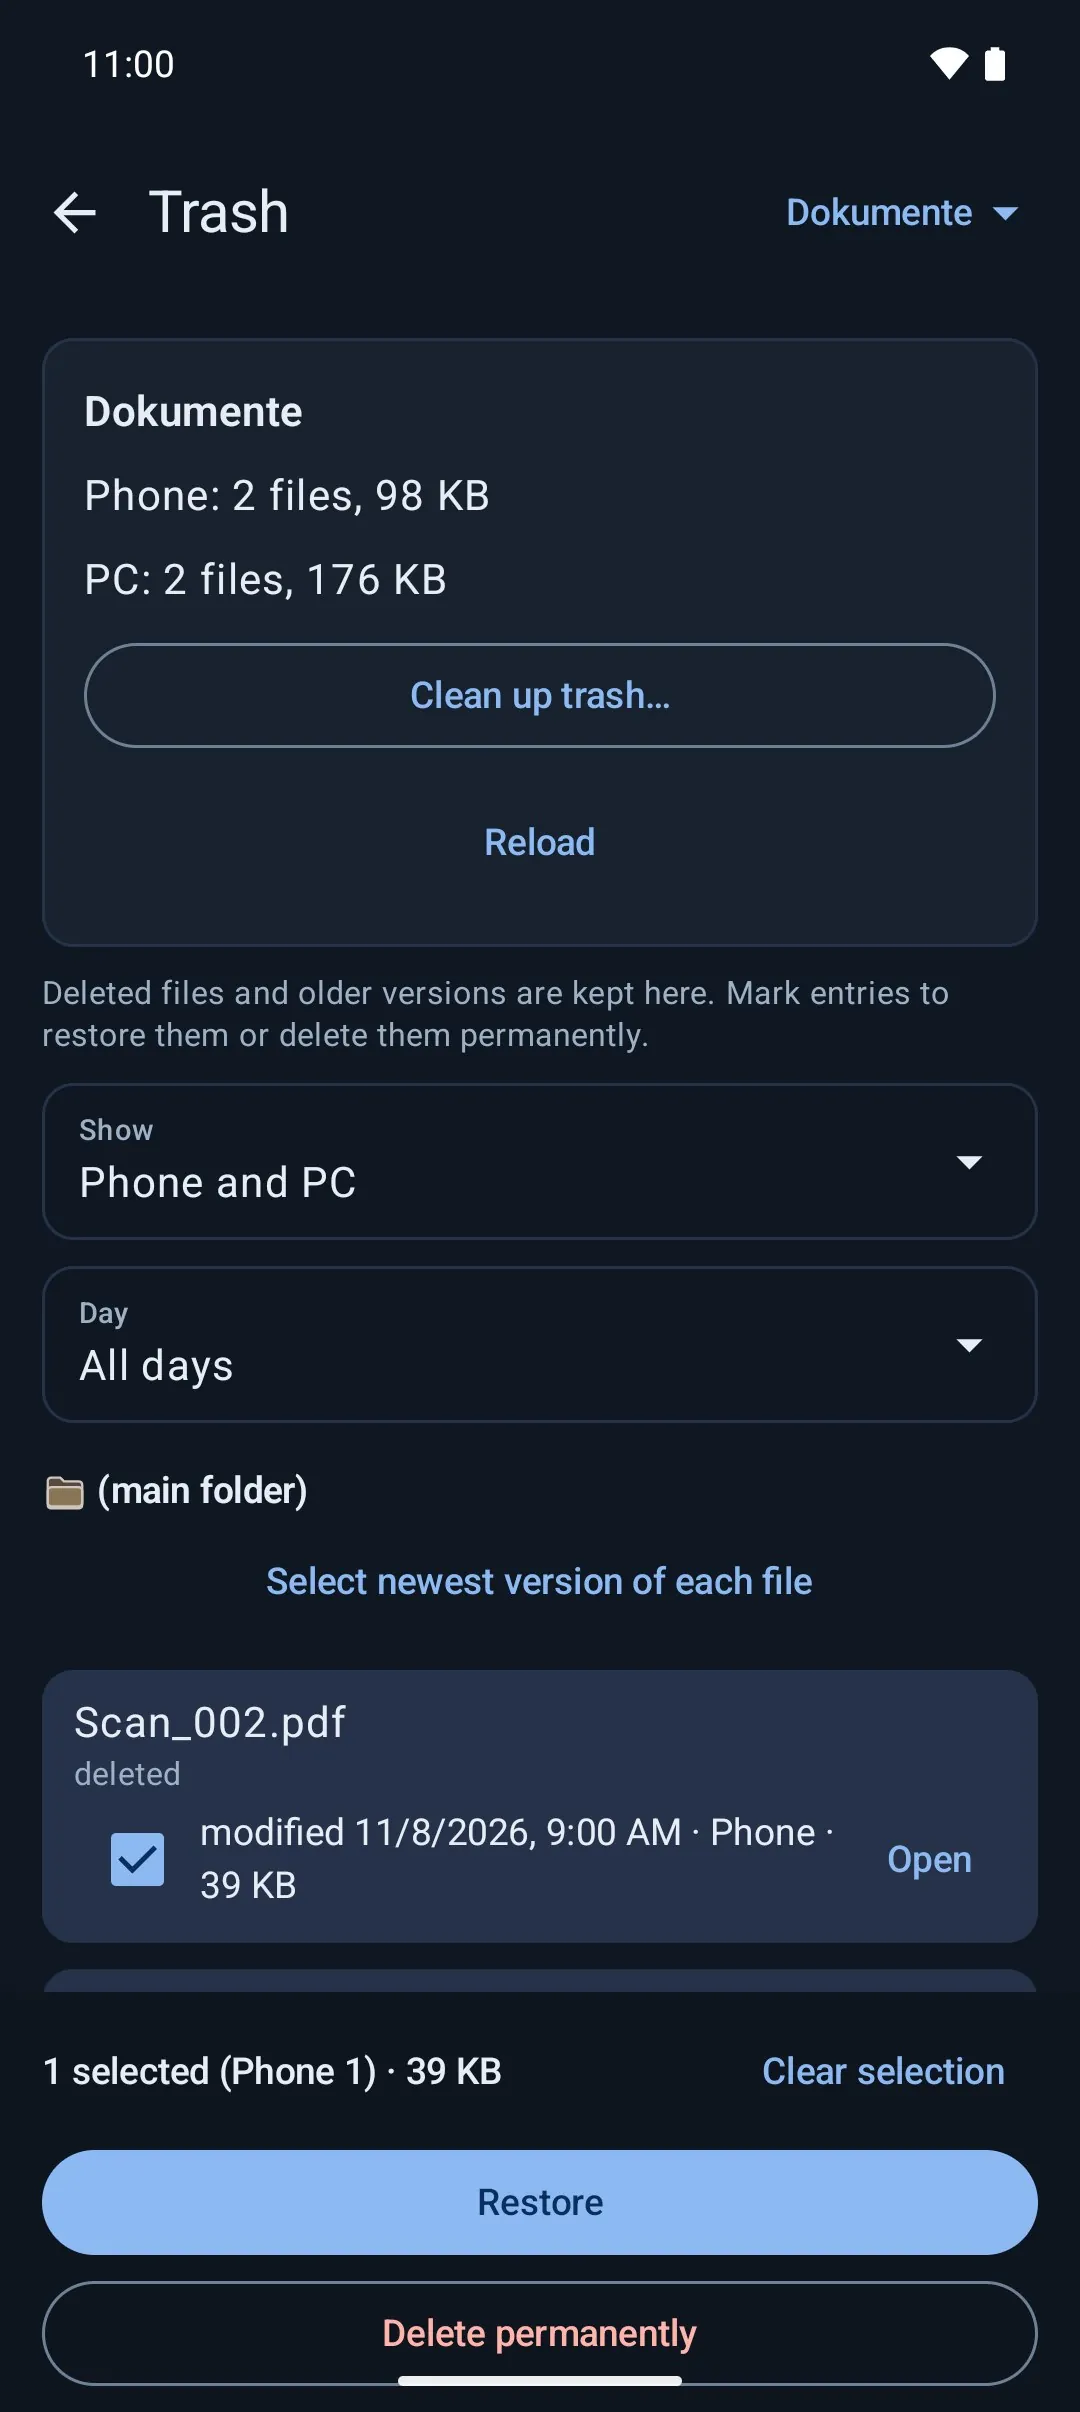 11:00
Trash
Dokumente
Dokumente
Phone: 2 files, 98 KB
PC: 2 files, 176 KB
Clean up trash…
Reload
Deleted files and older versions are kept here. Mark entries to
restore them or delete them permanently.
Show
Phone and PC
Day
All days
(main folder)
Select newest version of each file
Scan_002.pdf
deleted
modified 11/8/2026, 9:00 AM · Phone ·
39 KB
Open
1 selected (Phone 1) · 39 KB
Clear selection
Restore
Delete permanently